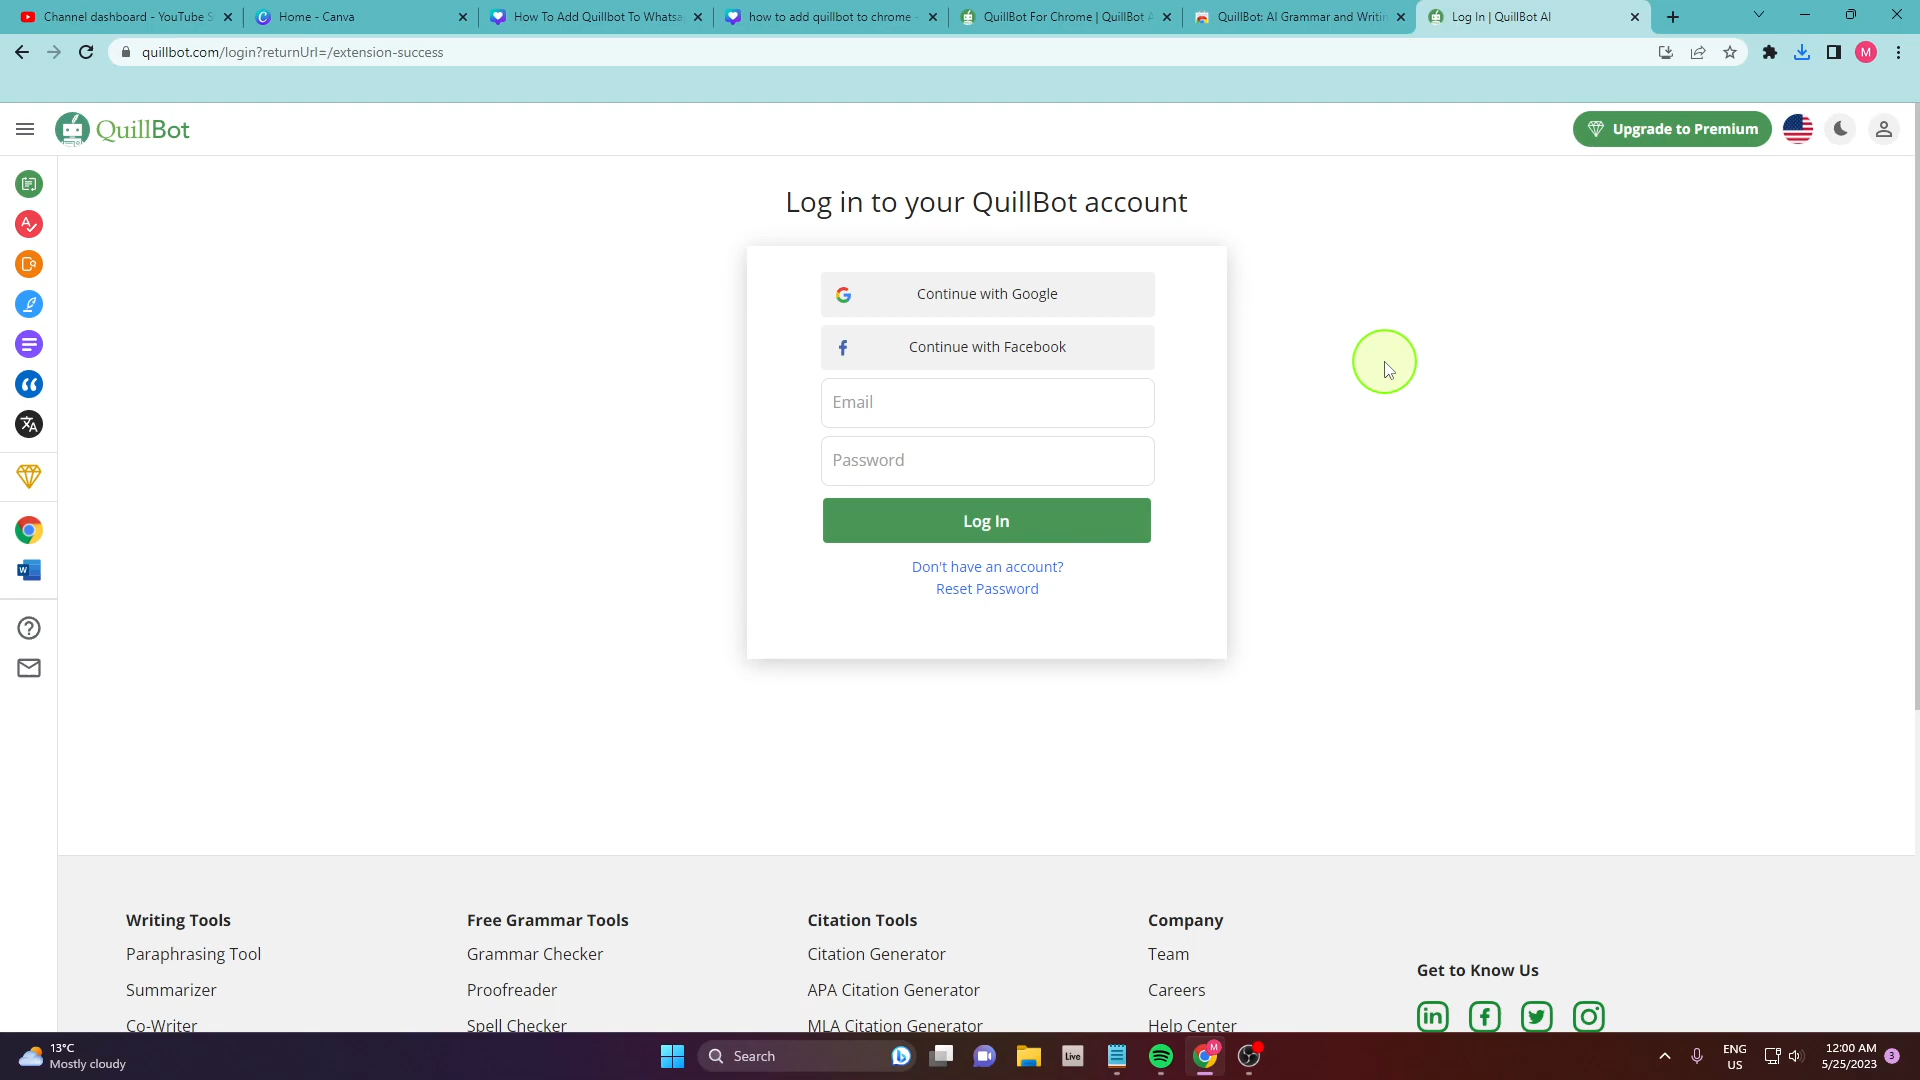 Channel dashboard - YouTube S
Home - Canva
How To Add Quillbot To Whatsa
how to add quillbot to chrome -
QuillBot For Chrome | QuillBot A
QuillBot: AI Grammar and Writin
Log In | QuillBot AI
quillbot.com/login?returnUrl=/extension-success
M
QuillBot
Upgrade to Premium
Log in to your QuillBot account
Continue with Google
Continue with Facebook
Email
Password
Log In
Don't have an account?
Reset Password
Writing Tools
Free Grammar Tools
Citation Tools
Company
Paraphrasing Tool
Grammar Checker
Citation Generator
Team
Get to Know Us
Summarizer
Proofreader
APA Citation Generator
Careers
Co-Writer
Spell Checker
MLA Citation Generator
Help Center
13°C
Mostly cloudy
Search
Live
M
ENG
US
12:00 AM
5/25/2023
3